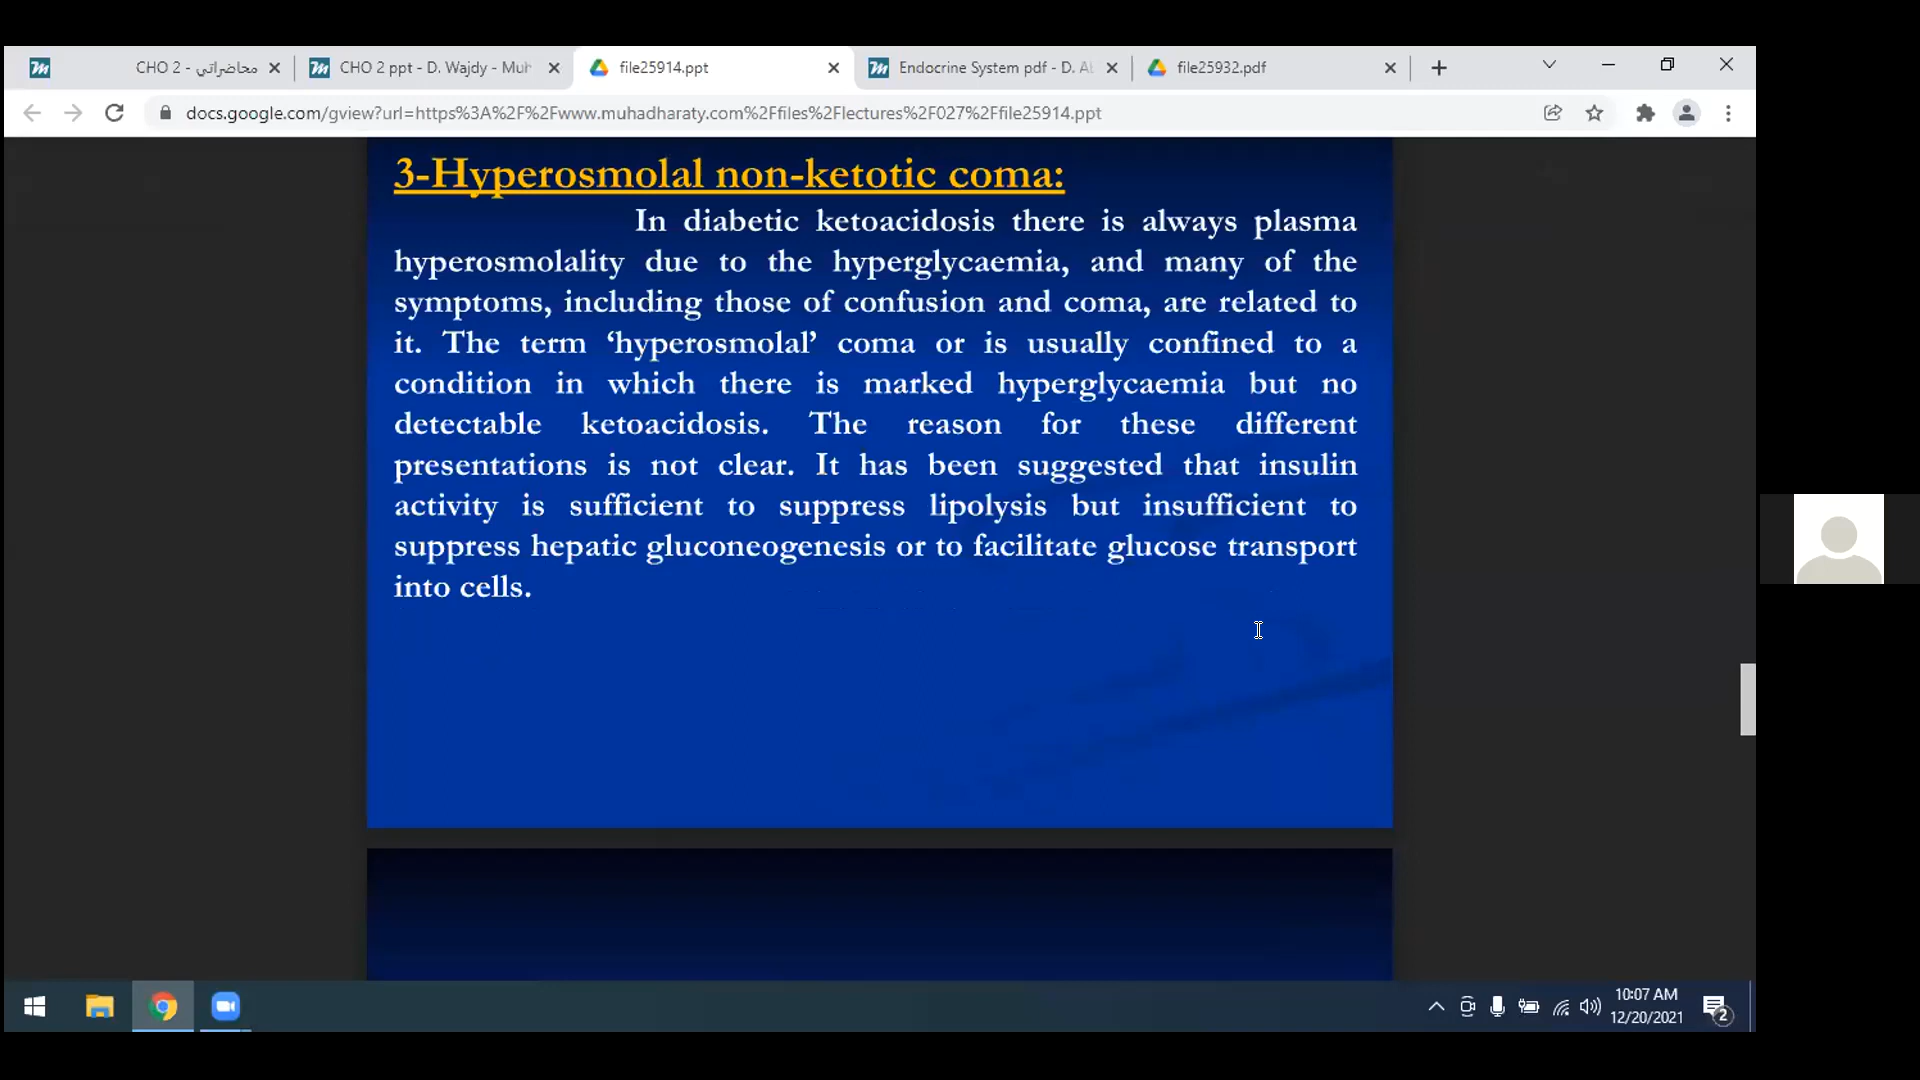 CHO 2 - محاضراتي
CHO 2 ppt - D. Wajdy - Muh
file25914.ppt
Endocrine System pdf - D. Al
file25932.pdf
docs.google.com/gview?url=https%3A%2F%2Fwww.muhadharaty.com%2Ffiles%2Flectures%2F027%2Ffile25914.ppt
3-Hyperosmolal non-ketotic coma:
In diabetic ketoacidosis there is always plasma
hyperosmolality due to the hyperglycaemia, and many of the
symptoms, including those of confusion and coma, are related to
it. The term ‘hyperosmolal’ coma or is usually confined to a
condition in which there is marked hyperglycaemia but no
detectable ketoacidosis. The reason for these different
presentations is not clear. It has been suggested that insulin
activity is sufficient to suppress lipolysis but insufficient to
suppress hepatic gluconeogenesis or to facilitate glucose transport
into cells.
10:07 AM
12/20/2021
2